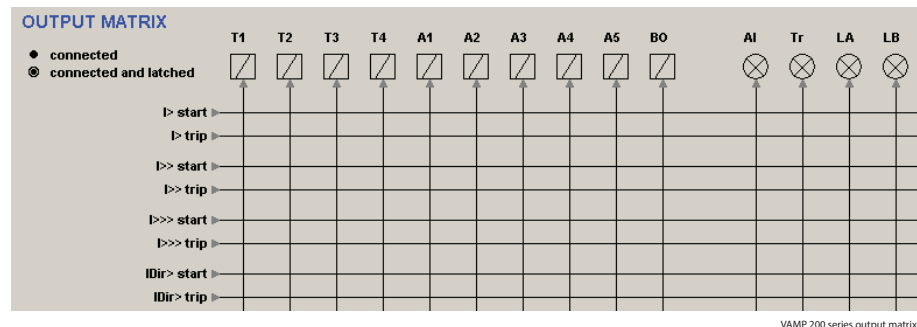 OUTPUT MATRIX
T1 T2 T3 T4 A1 A2 A3 A4 A5 BO AI Tr LA LB
connected
connected and latched
I> start
I> trip
I>> start
I>> trip
I>>> start
I>>> trip
IDir> start
IDir> trip
VAMP 200 series output matrix